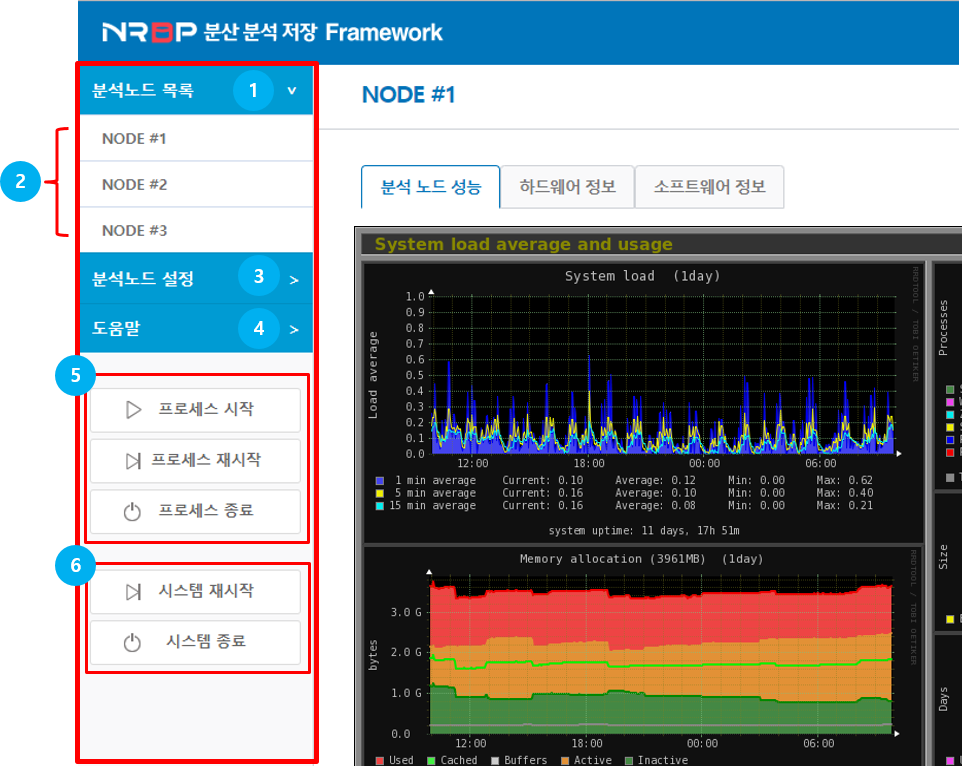 NRBP 분산 분석 저장 Framework
분석노드 목록 1
NODE #1
NODE #2
2
NODE #3
분석노드 설정 3 >
도움말 4 >
5
프로세스 시작
프로세스 재시작
프로세스 종료
6
시스템 재시작
시스템 종료
NODE #1
분석 노드 성능 하드웨어 정보 소프트웨어 정보
System load average and usage
System load (1day)
RRDTOOL / TOBI OETIKER
Load average
1.0
0.9
0.8
0.7
0.6
0.5
0.4
0.3
0.2
0.1
0.0
12:00 18:00 00:00 06:00
1 min average Current: 0.10 Average: 0.12 Min: 0.00 Max: 0.62
5 min average Current: 0.16 Average: 0.10 Min: 0.00 Max: 0.40
15 min average Current: 0.16 Average: 0.08 Min: 0.00 Max: 0.21
system uptime: 11 days, 17h 51m
Memory allocation (3961MB) (1day)
RRDTOOL / TOBI OETIKER
bytes
3.0 G
2.0 G
1.0 G
0.0
12:00 18:00 00:00 06:00
Used Cached Buffers Active Inactive
Processes
Size
Days